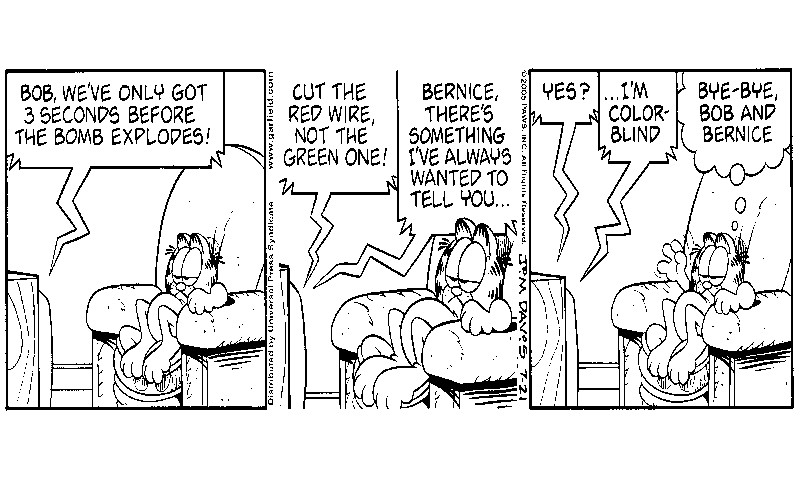 BOB, WE'VE ONLY GOT
3 SECONDS BEFORE
THE BOMB EXPLODES!
www.garfield.com
Distributed by Universal Press Syndicate
CUT THE
RED WIRE,
NOT THE
GREEN ONE!
BERNICE,
THERE'S
SOMETHING
I'VE ALWAYS
WANTED TO
TELL YOU...
© 2005 PAWS, INC. All Rights Reserved.
JIM DAVIS 7-21
YES?
...I'M
COLOR-
BLIND
BYE-BYE,
BOB AND
BERNICE